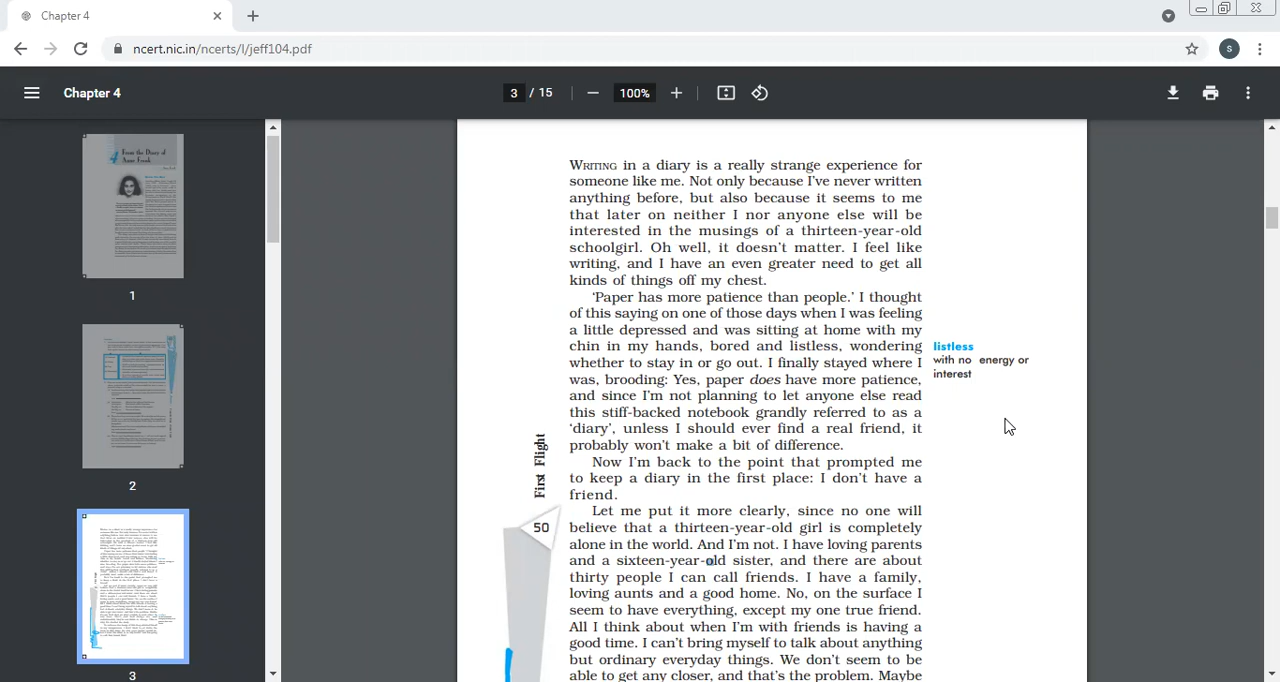 Chapter 4
ncert.nic.in/ncerts/l/jeff104.pdf
S
Chapter 4
3 / 15
100%
From the Diary of
Anne Frank
1
2
3
WRITING in a diary is a really strange experience for
someone like me. Not only because I've never written
anything before, but also because it seems to me
that later on neither I nor anyone else will be
interested in the musings of a thirteen-year-old
schoolgirl. Oh well, it doesn't matter. I feel like
writing, and I have an even greater need to get all
kinds of things off my chest.
'Paper has more patience than people.' I thought
of this saying on one of those days when I was feeling
a little depressed and was sitting at home with my
chin in my hands, bored and listless, wondering
whether to stay in or go out. I finally stayed where I
was, brooding: Yes, paper does have more patience,
and since I'm not planning to let anyone else read
this stiff-backed notebook grandly referred to as a
'diary', unless I should ever find a real friend, it
probably won't make a bit of difference.
Now I'm back to the point that prompted me
to keep a diary in the first place: I don't have a
friend.
Let me put it more clearly, since no one will
believe that a thirteen-year-old girl is completely
alone in the world. And I'm not. I have loving parents
and a sixteen-year-old sister, and there are about
thirty people I can call friends. I have a family,
loving aunts and a good home. No, on the surface I
seem to have everything, except my one true friend.
All I think about when I'm with friends is having a
good time. I can't bring myself to talk about anything
but ordinary everyday things. We don't seem to be
able to get any closer, and that's the problem. Maybe
listless
with no energy or
interest
First Flight
50